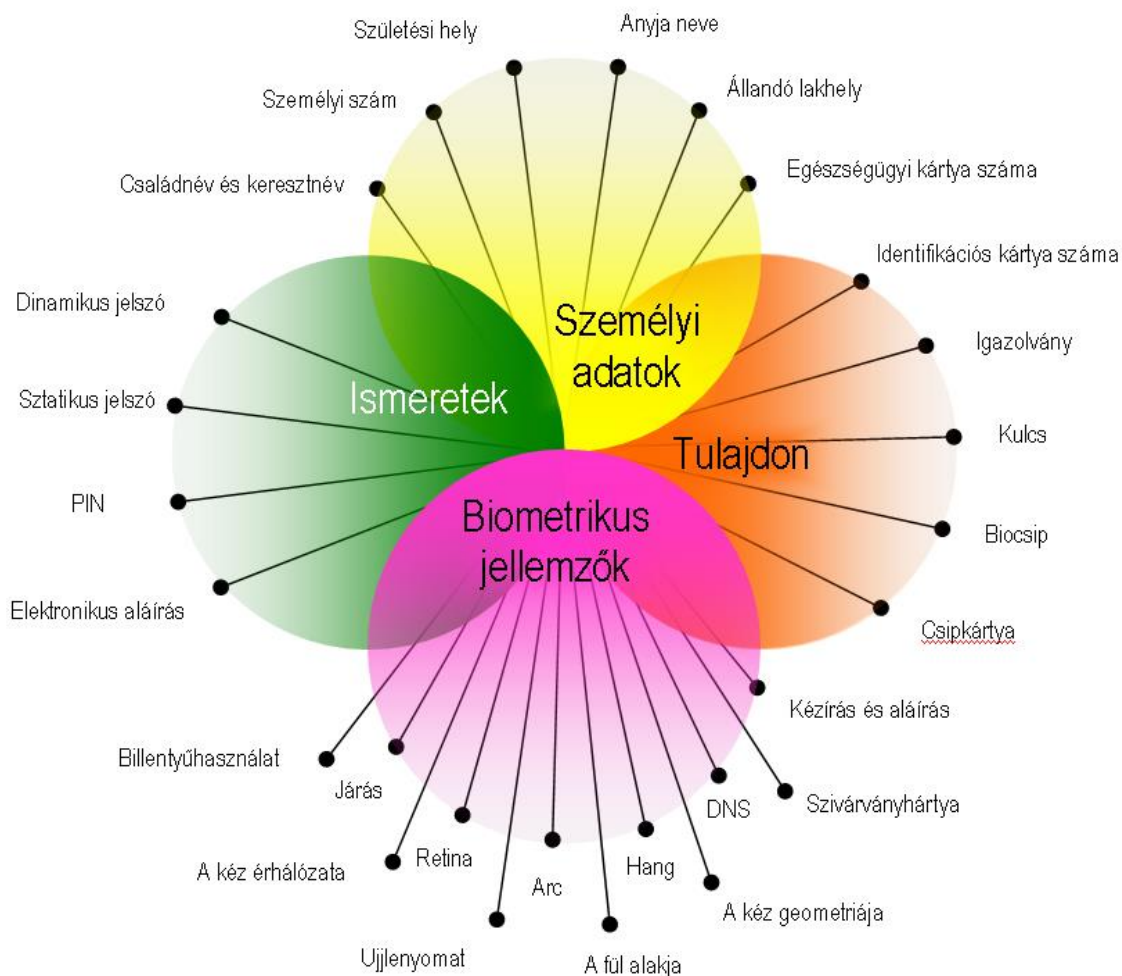 Születési hely
Anyja neve
Személyi szám
Állandó lakhely
Családnév és keresztnév
Egészségügyi kártya száma
Identifikációs kártya száma
Dinamikus jelszó
Személyi
adatok
Igazolvány
Sztatikus jelszó
Ismeretek
Tulajdon
Kulcs
PIN
Biometrikus
jellemzők
Biocsip
Elektronikus aláírás
Csipkártya
Kézírás és aláírás
Billentyűhasználat
Járás
DNS
Szivárványhártya
A kéz érhálózata
Retina
Arc
Hang
A kéz geometriája
Ujjlenyomat
A fül alakja